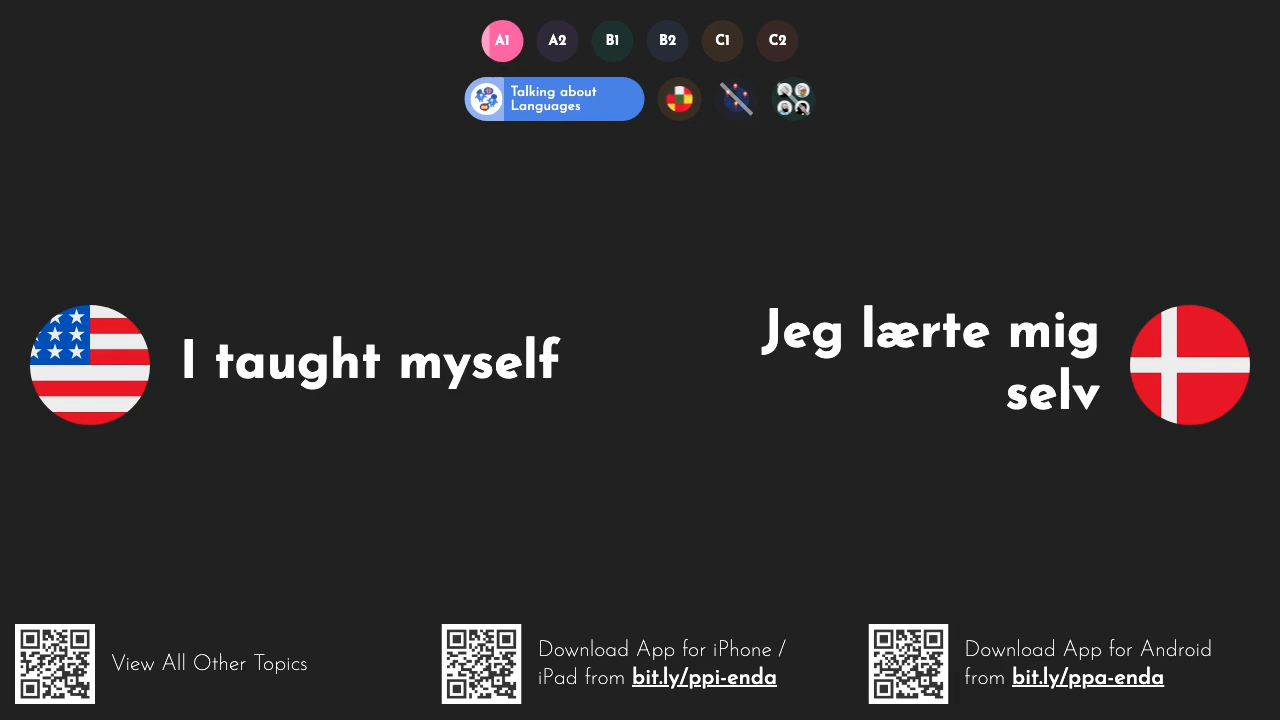 A1 A2 B1 B2 C1 C2
Talking about
Languages
I taught myself
Jeg lærte mig
selv
View All Other Topics
Download App for iPhone /
iPad from bit.ly/ppi-enda
Download App for Android
from bit.ly/ppa-enda